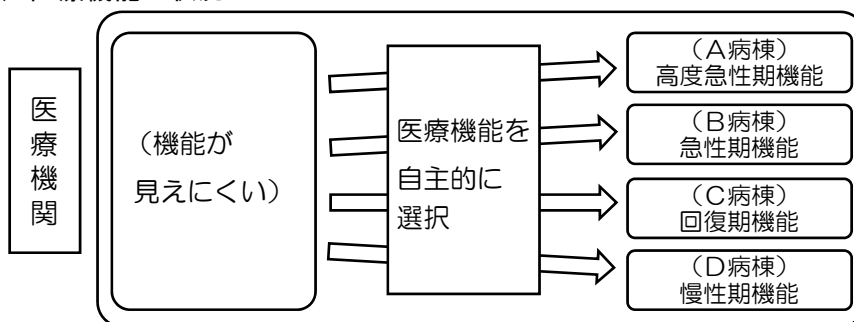 医療機関
（機能が
見えにくい）
医療機能を
自主的に
選択
（A病棟）
高度急性期機能
（B病棟）
急性期機能
（C病棟）
回復期機能
（D病棟）
慢性期機能